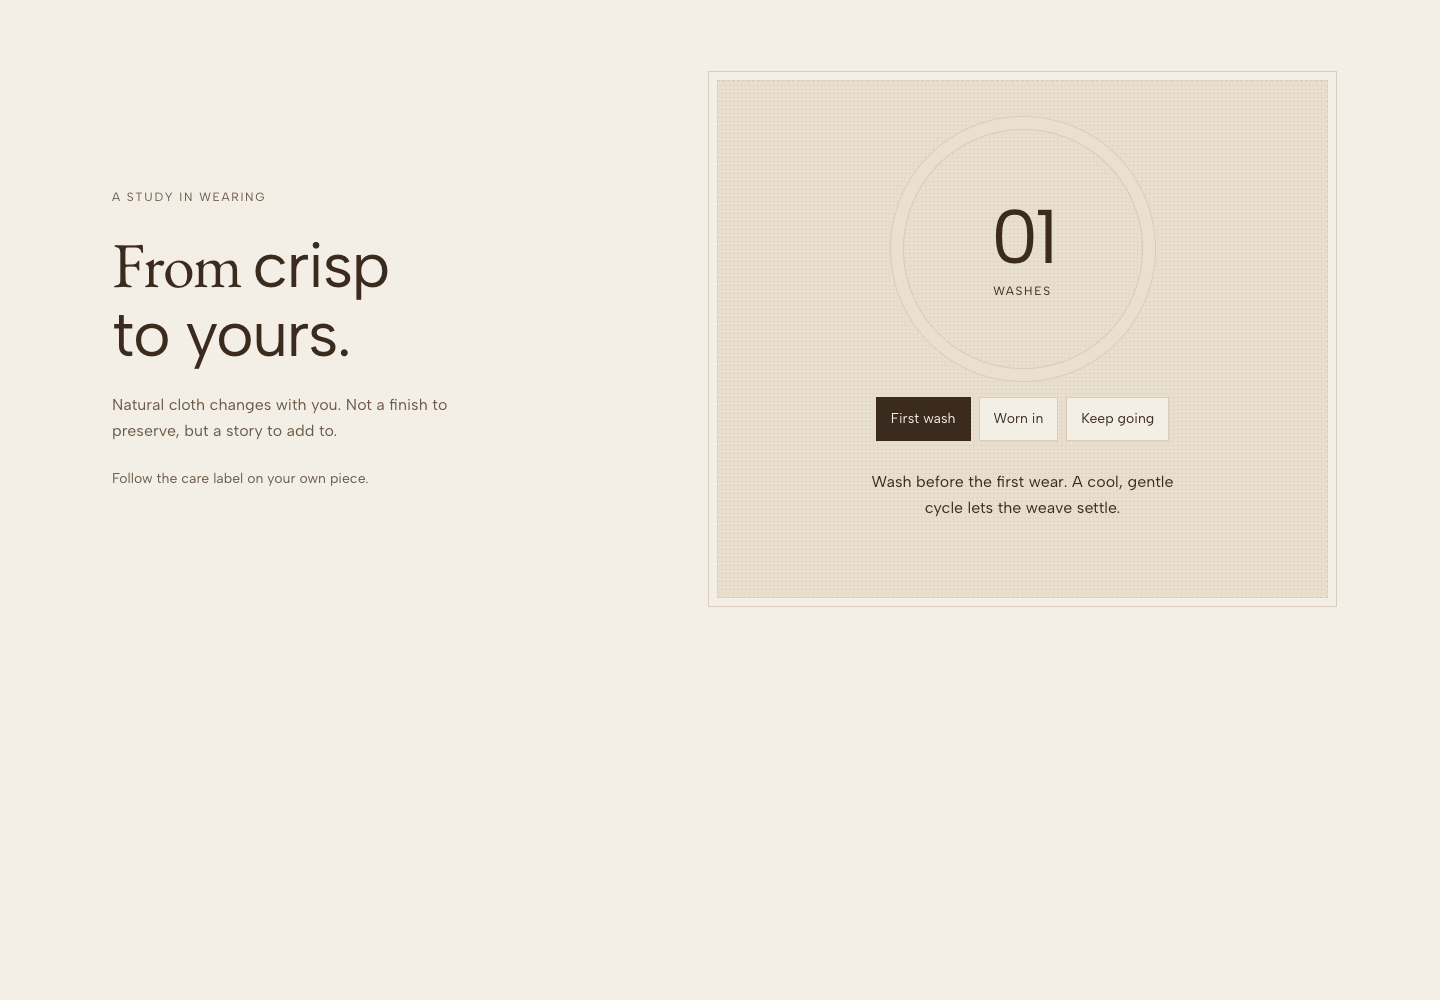 A STUDY IN WEARING
From crisp
to yours.
Natural cloth changes with you. Not a finish to
preserve, but a story to add to.
Follow the care label on your own piece.
01
WASHES
First wash
Worn in
Keep going
Wash before the first wear. A cool, gentle
cycle lets the weave settle.